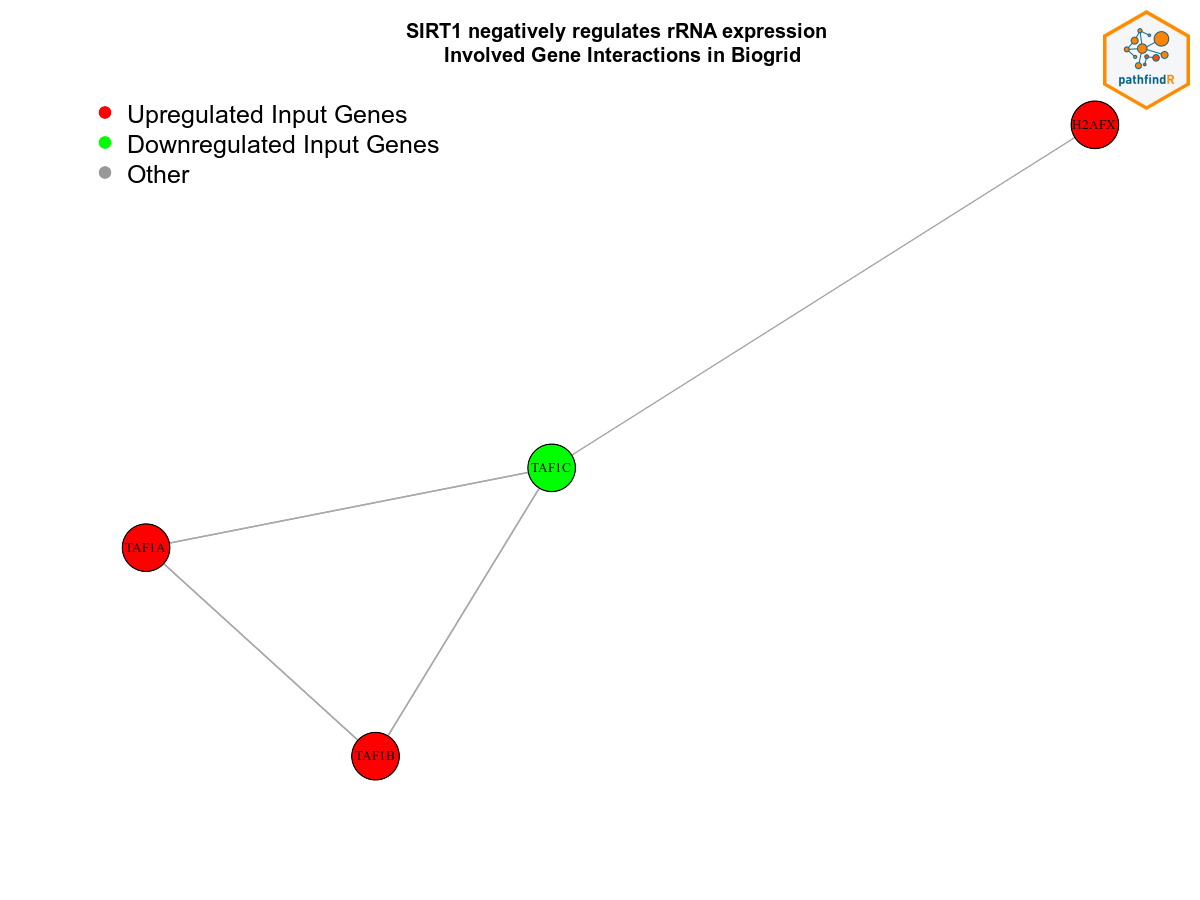 SIRT1 negatively regulates rRNA expression
Involved Gene Interactions in Biogrid
pathfindR
Upregulated Input Genes
Downregulated Input Genes
Other
H2AFX
TAF1C
TAF1A
TAF1B